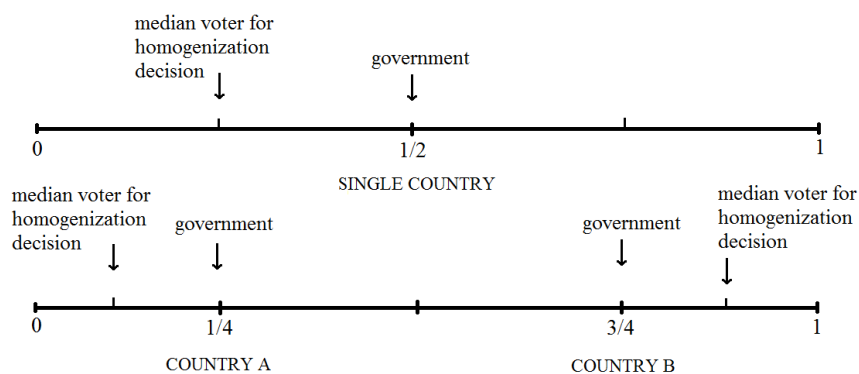 median voter for
homogenization
decision
government
0
1/2
1
SINGLE COUNTRY
median voter for
homogenization
decision
government
government
median voter for
homogenization
decision
0
1/4
3/4
1
COUNTRY A
COUNTRY B